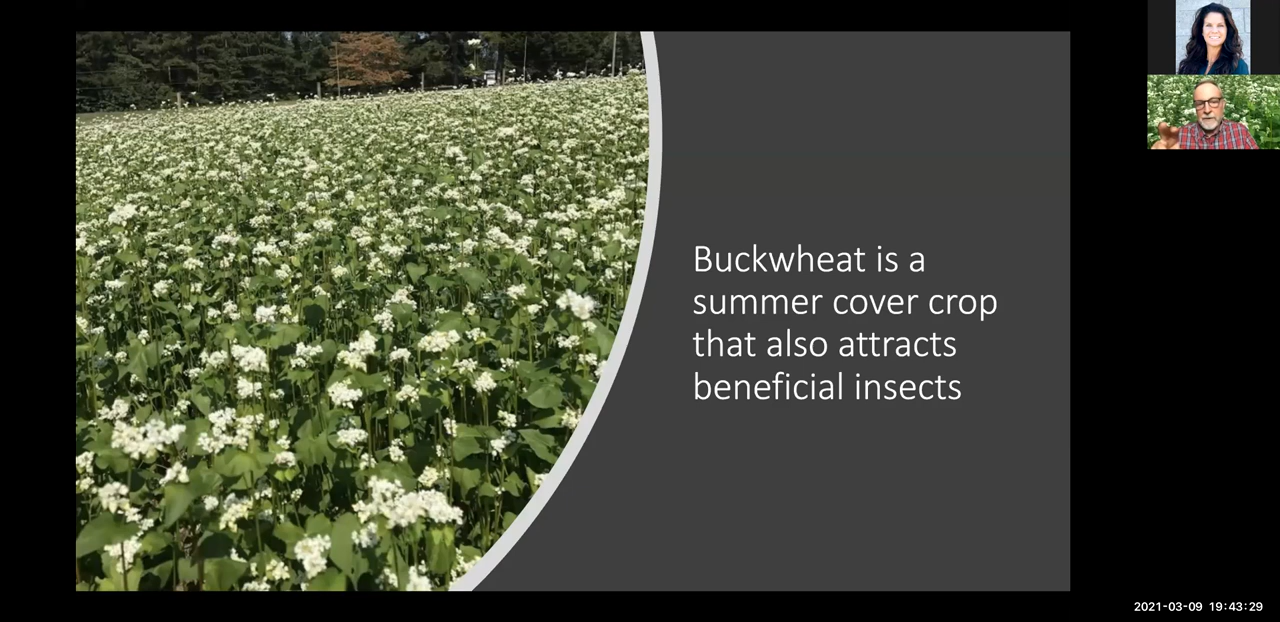 Buckwheat is a
summer cover crop
that also attracts
beneficial insects
2021-03-09 19:43:29